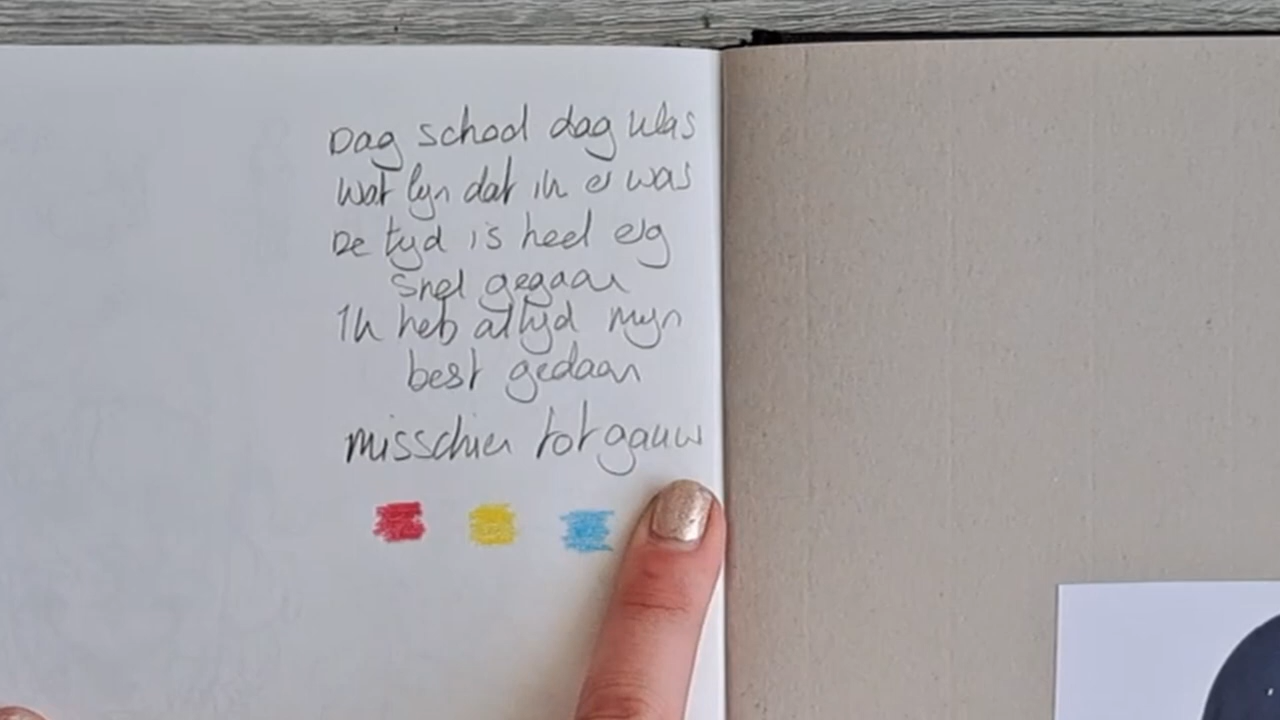 Dag school dag klas
wat fijn dat ik er was
De tijd is heel erg
snel gegaan
Ik heb altijd mijn
best gedaan
misschien tot gauw